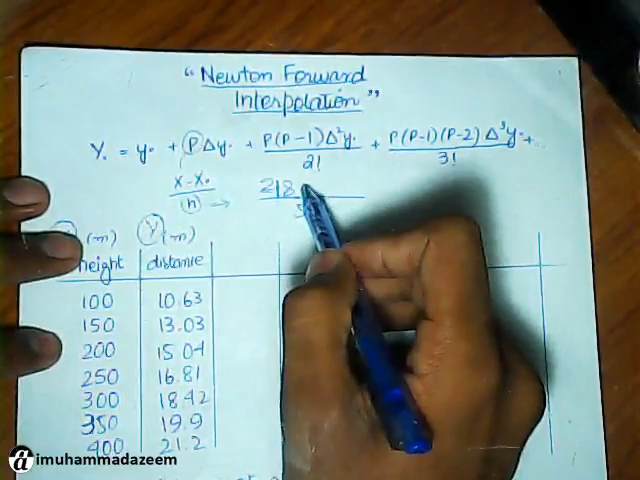 "Newton Forward
Interpolation"
Y. = y. + PΔy. + P(P-1)Δ²y. / 2! + P(P-1)(P-2)Δ³y. / 3! + ...
x-x. / (h) → 218
(m) Y (m)
height distance
100 10.63
150 13.03
200 15.04
250 16.81
300 18.42
350 19.9
400 21.2
a imuhammadazeem